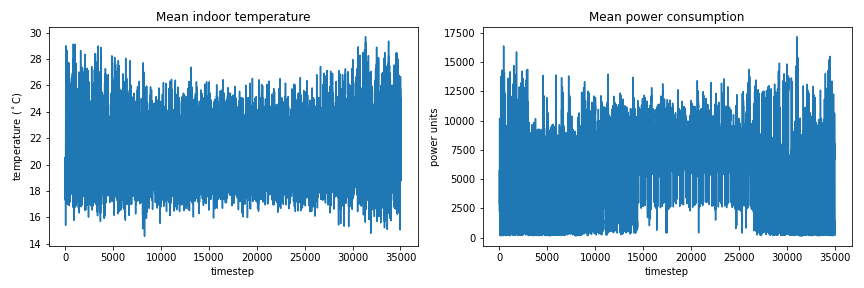 Mean indoor temperature
temperature (°C)
30
28
26
24
22
20
18
16
14
0 5000 10000 15000 20000 25000 30000 35000
timestep
Mean power consumption
power units
17500
15000
12500
10000
7500
5000
2500
0
0 5000 10000 15000 20000 25000 30000 35000
timestep